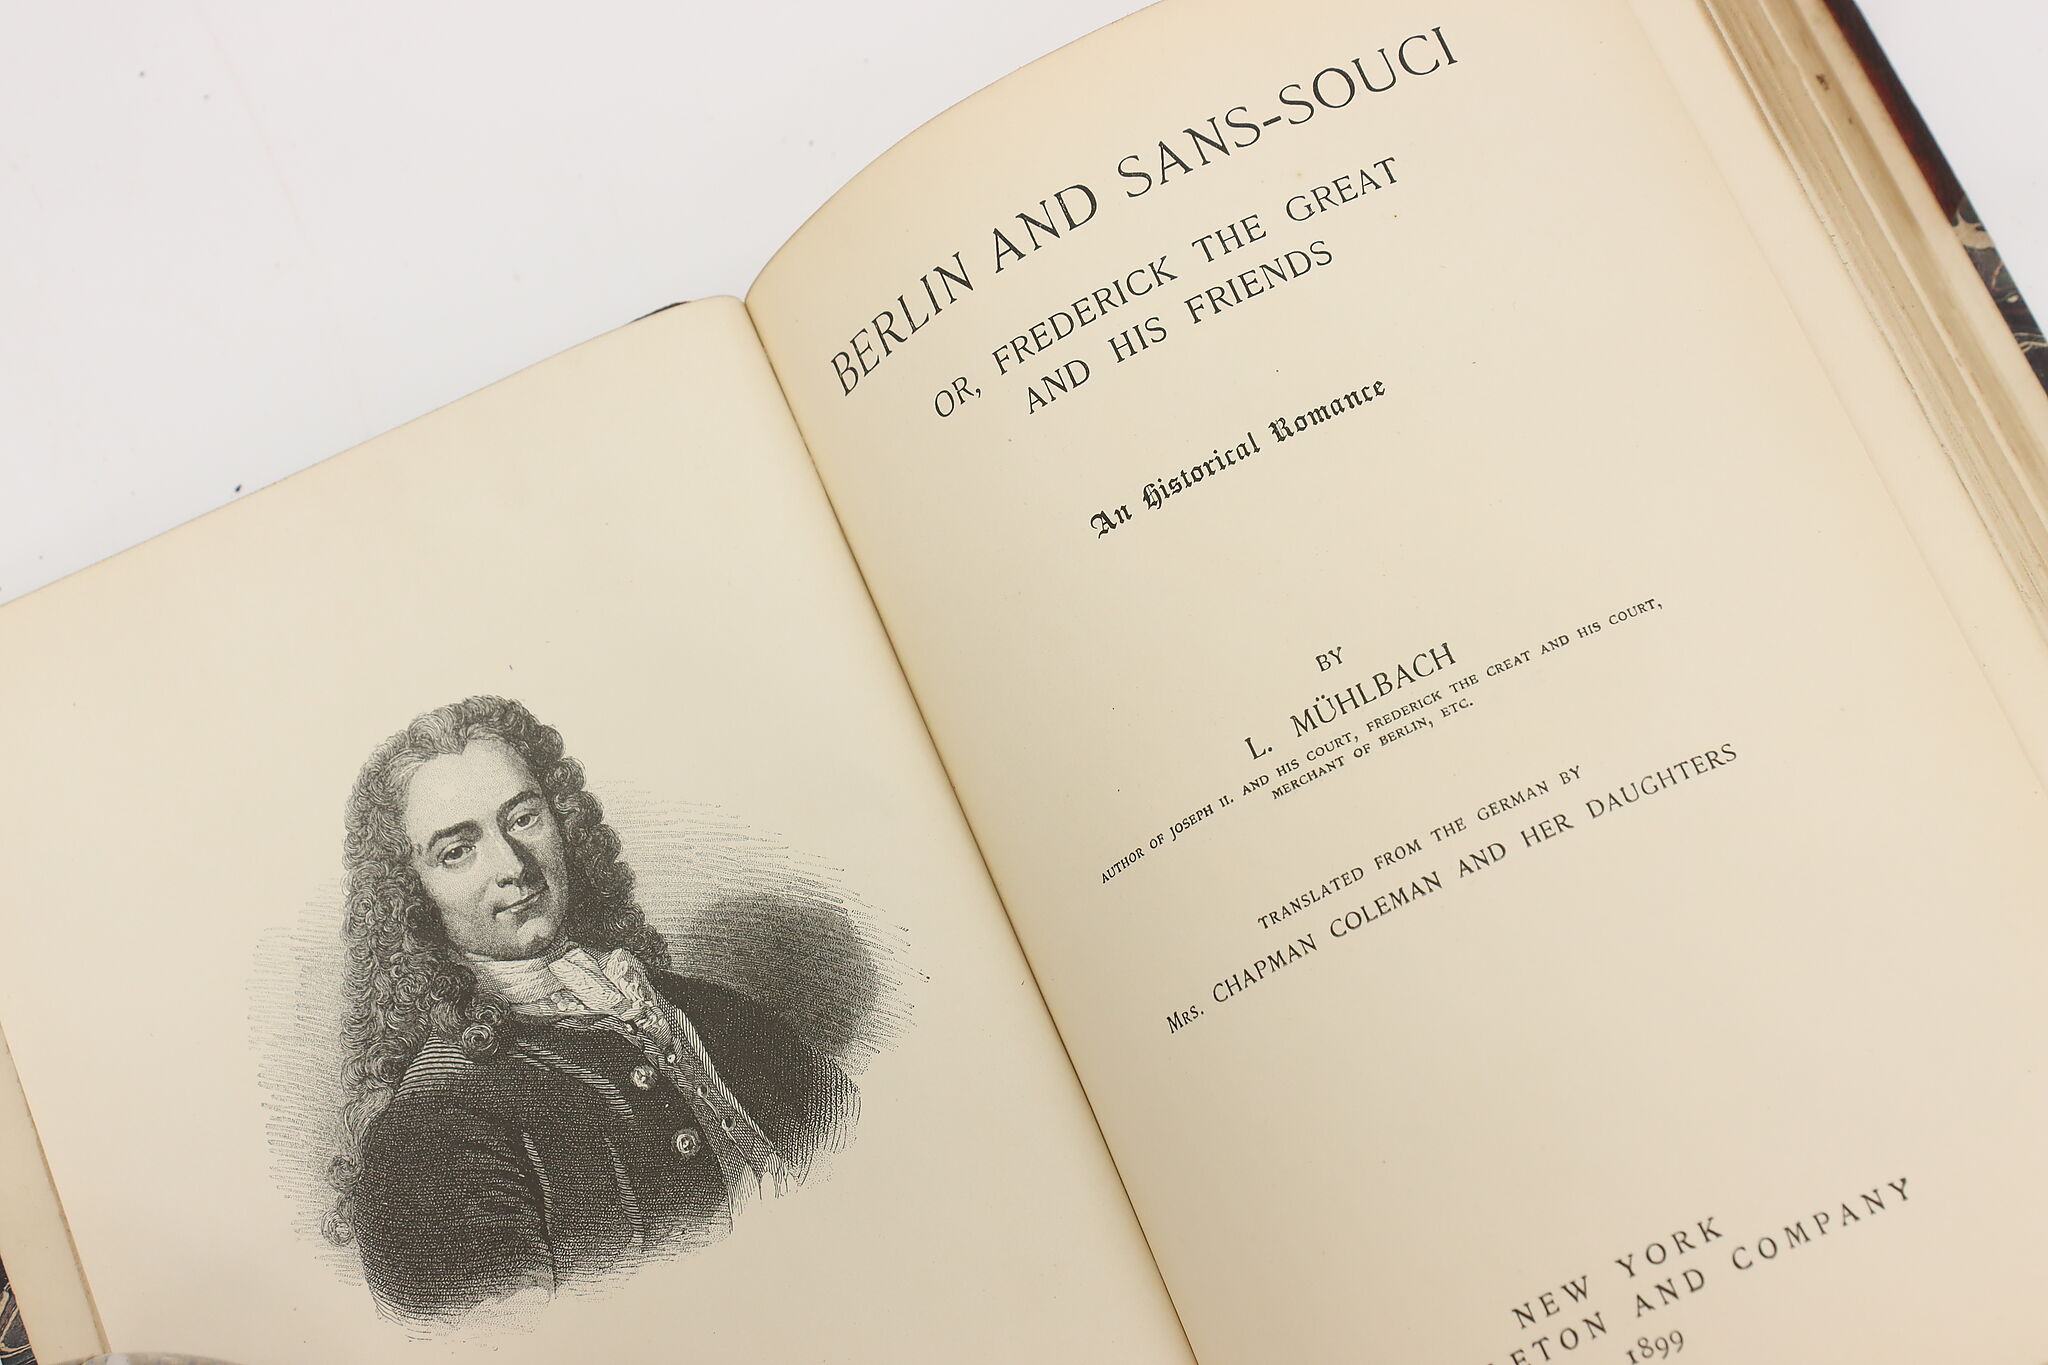 BERLIN AND SANS-SOUCI
OR, FREDERICK THE GREAT
AND HIS FRIENDS
An Historical Romance
BY
L. MÜHLBACH
AUTHOR OF JOSEPH II. AND HIS COURT, FREDERICK THE GREAT AND HIS COURT,
MERCHANT OF BERLIN, ETC.
TRANSLATED FROM THE GERMAN BY
MRS. CHAPMAN COLEMAN AND HER DAUGHTERS
NEW YORK
ETON AND COMPANY
1899